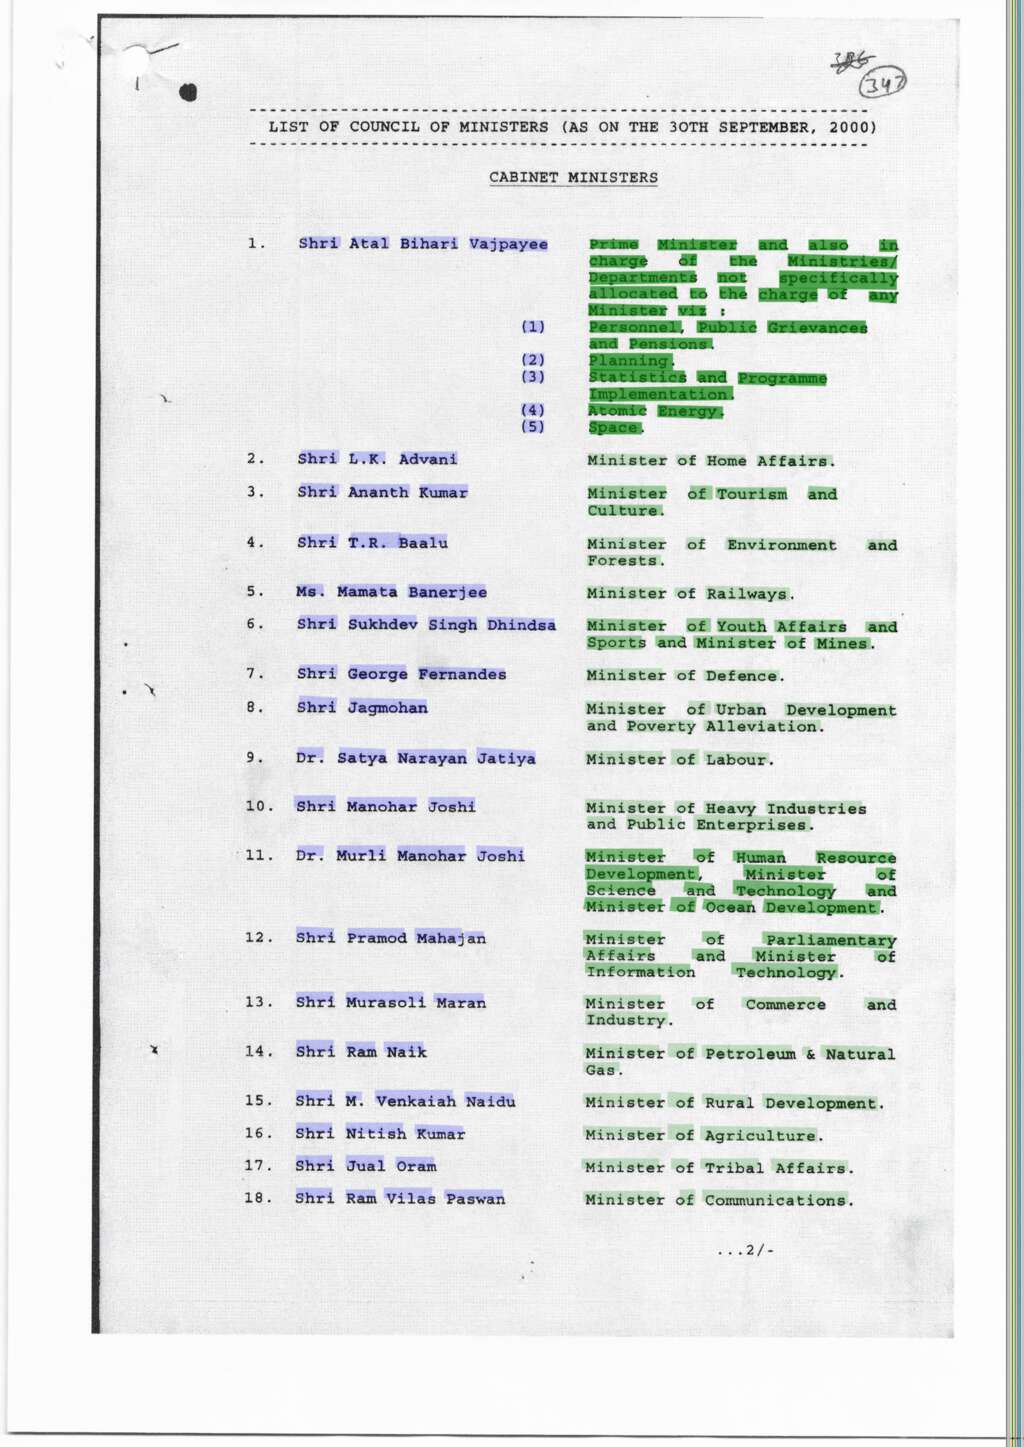 347
LIST OF COUNCIL OF MINISTERS (AS ON THE 30TH SEPTEMBER, 2000)
CABINET MINISTERS
1. Shri Atal Bihari Vajpayee Prime Minister and also in
charge of the Ministries/
Departments not specifically
allocated to the charge of any
Minister viz :
(1) Personnel, Public Grievances
and Pensions.
(2) Planning.
(3) Statistics and Programme
Implementation.
(4) Atomic Energy.
(5) Space.
2. Shri L.K. Advani Minister of Home Affairs.
3. Shri Ananth Kumar Minister of Tourism and
Culture.
4. Shri T.R. Baalu Minister of Environment and
Forests.
5. Ms. Mamata Banerjee Minister of Railways.
6. Shri Sukhdev Singh Dhindsa Minister of Youth Affairs and
Sports and Minister of Mines.
7. Shri George Fernandes Minister of Defence.
8. Shri Jagmohan Minister of Urban Development
and Poverty Alleviation.
9. Dr. Satya Narayan Jatiya Minister of Labour.
10. Shri Manohar Joshi Minister of Heavy Industries
and Public Enterprises.
11. Dr. Murli Manohar Joshi Minister of Human Resource
Development, Minister of
Science and Technology and
Minister of Ocean Development.
12. Shri Pramod Mahajan Minister of Parliamentary
Affairs and Minister of
Information Technology.
13. Shri Murasoli Maran Minister of Commerce and
Industry.
14. Shri Ram Naik Minister of Petroleum & Natural
Gas.
15. Shri M. Venkaiah Naidu Minister of Rural Development.
16. Shri Nitish Kumar Minister of Agriculture.
17. Shri Jual Oram Minister of Tribal Affairs.
18. Shri Ram Vilas Paswan Minister of Communications.
...2/-